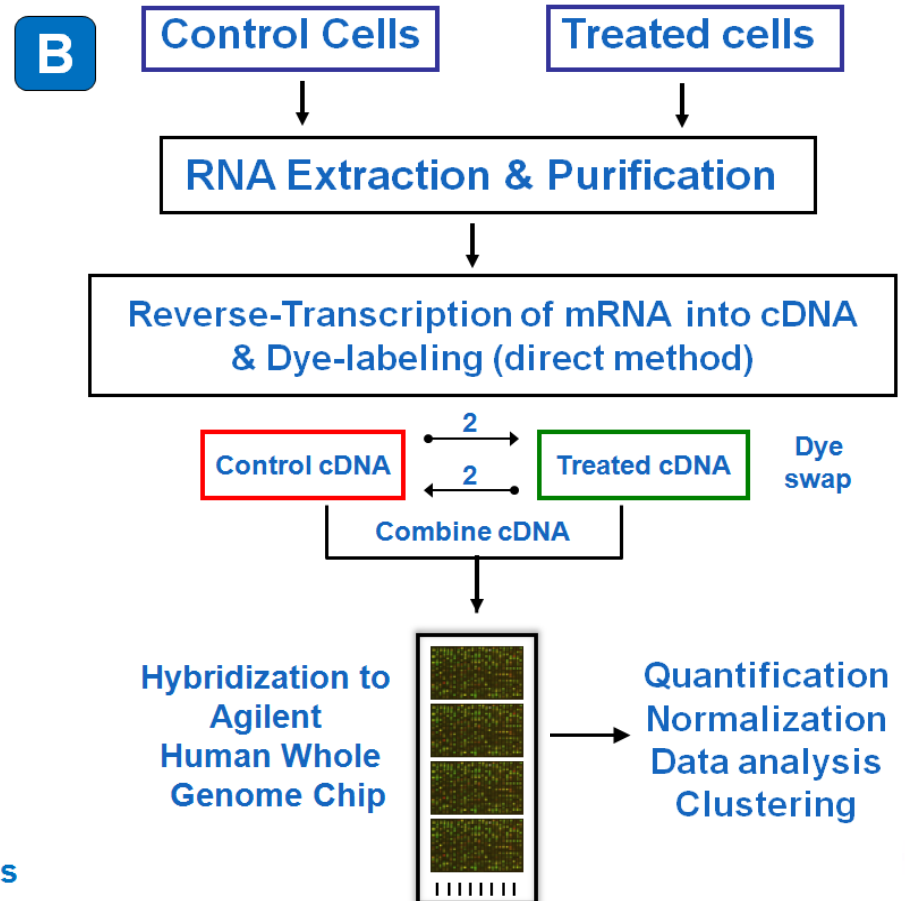 B
Control Cells
Treated cells
RNA Extraction & Purification
Reverse-Transcription of mRNA into cDNA
& Dye-labeling (direct method)
2
Control cDNA
Treated cDNA
2
Dye
swap
Combine cDNA
Hybridization to
Agilent
Human Whole
Genome Chip
Quantification
Normalization
Data analysis
Clustering
s